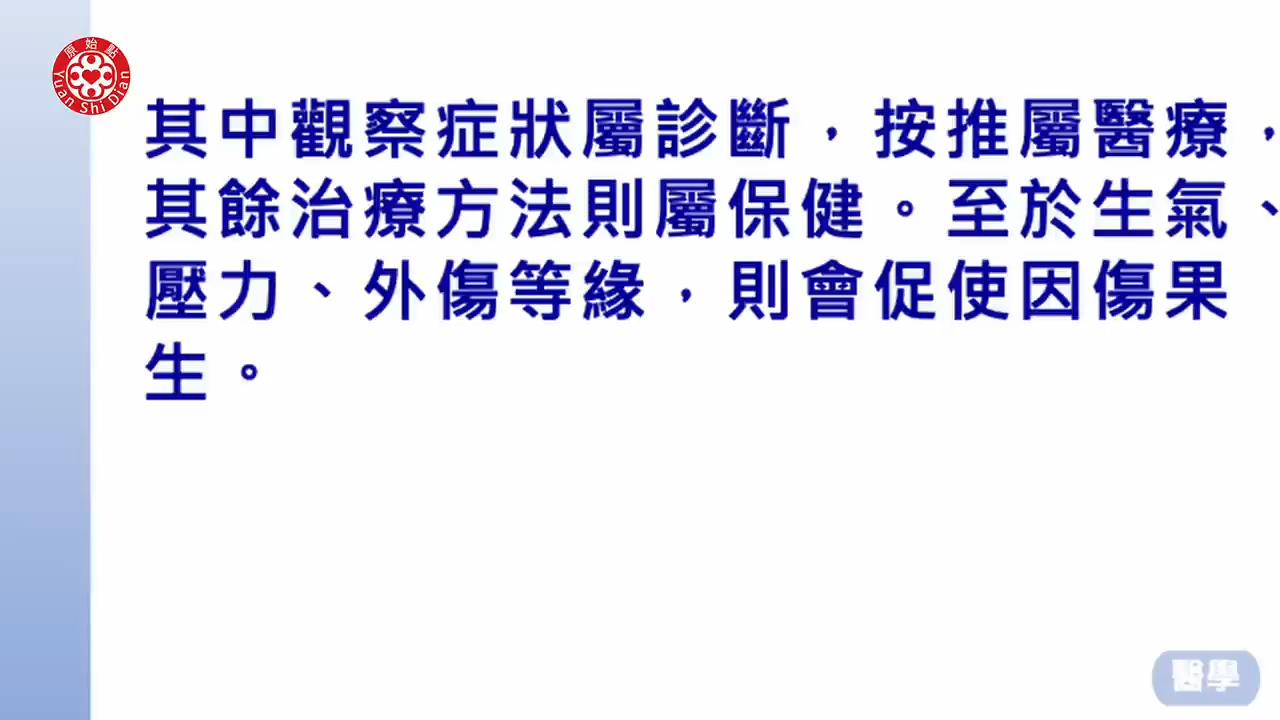 原始點
Yuan Shi Dian
其中觀察症狀屬診斷，按推屬醫療，
其餘治療方法則屬保健。至於生氣、
壓力、外傷等緣，則會促使因傷果
生。
醫學